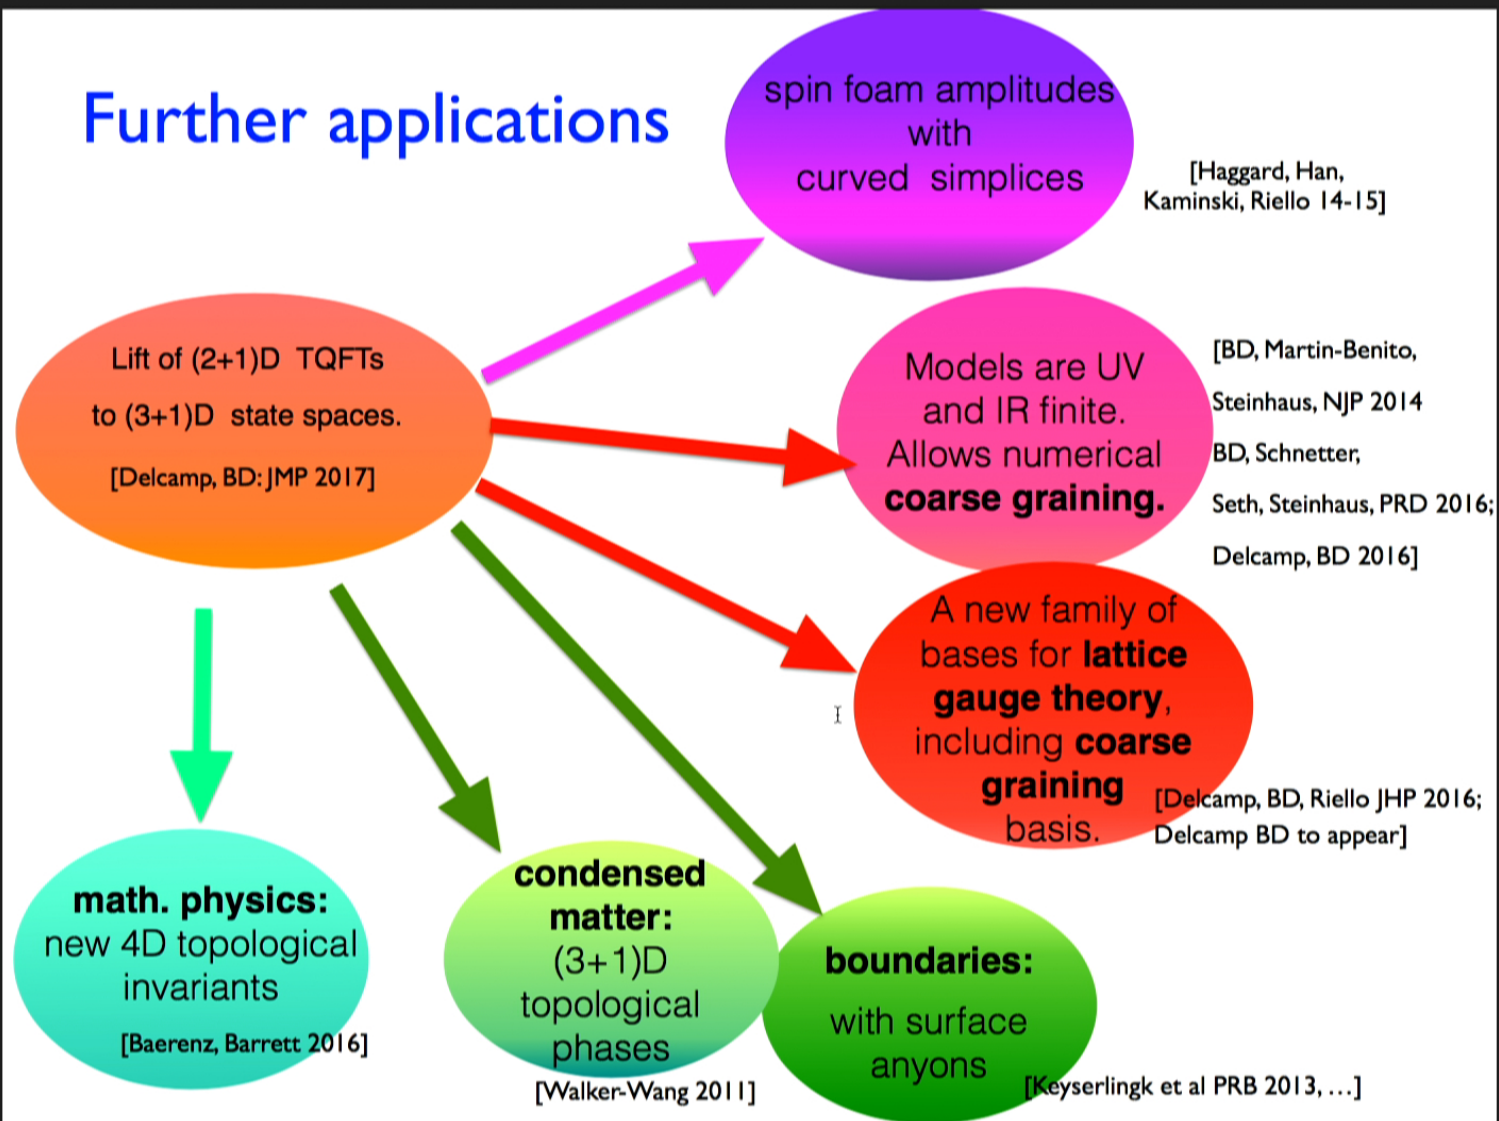 Further applications
spin foam amplitudes
with
curved simplices
[Haggard, Han,
Kaminski, Riello 14-15]
Lift of (2+1)D TQFTs
to (3+1)D state spaces.
[Delcamp, BD: JMP 2017]
Models are UV
and IR finite.
Allows numerical
coarse graining.
[BD, Martin-Benito,
Steinhaus, NJP 2014
BD, Schnetter,
Seth, Steinhaus, PRD 2016;
Delcamp, BD 2016]
A new family of
bases for lattice
gauge theory,
including coarse
graining
basis.
[Delcamp, BD, Riello JHP 2016;
Delcamp BD to appear]
math. physics:
new 4D topological
invariants
[Baerenz, Barrett 2016]
condensed
matter:
(3+1)D
topological
phases
[Walker-Wang 2011]
boundaries:
with surface
anyons
[Keyserlingk et al PRB 2013, ...]